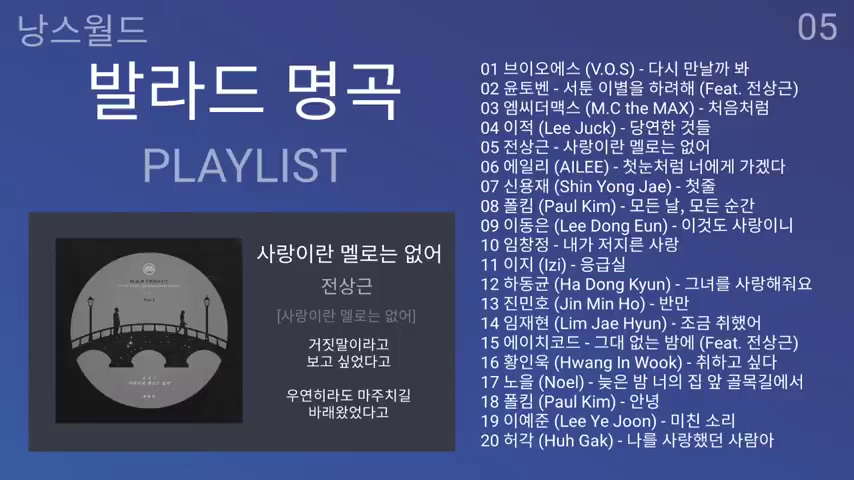 낭스월드
05
발라드 명곡
PLAYLIST
사랑이란 멜로는 없어
전상근
[사랑이란 멜로는 없어]
거짓말이라고
보고 싶었다고
우연히라도 마주치길
바래왔었다고
01 브이오에스 (V.O.S) - 다시 만날까 봐
02 윤토벤 - 서툰 이별을 하려해 (Feat. 전상근)
03 엠씨더맥스 (M.C the MAX) - 처음처럼
04 이적 (Lee Juck) - 당연한 것들
05 전상근 - 사랑이란 멜로는 없어
06 에일리 (AILEE) - 첫눈처럼 너에게 가겠다
07 신용재 (Shin Yong Jae) - 첫줄
08 폴킴 (Paul Kim) - 모든 날, 모든 순간
09 이동은 (Lee Dong Eun) - 이것도 사랑이니
10 임창정 - 내가 저지른 사랑
11 이지 (Izi) - 응급실
12 하동균 (Ha Dong Kyun) - 그녀를 사랑해줘요
13 진민호 (Jin Min Ho) - 반만
14 임재현 (Lim Jae Hyun) - 조금 취했어
15 에이치코드 - 그대 없는 밤에 (Feat. 전상근)
16 황인욱 (Hwang In Wook) - 취하고 싶다
17 노을 (Noel) - 늦은 밤 너의 집 앞 골목길에서
18 폴킴 (Paul Kim) - 안녕
19 이예준 (Lee Ye Joon) - 미친 소리
20 허각 (Huh Gak) - 나를 사랑했던 사람아